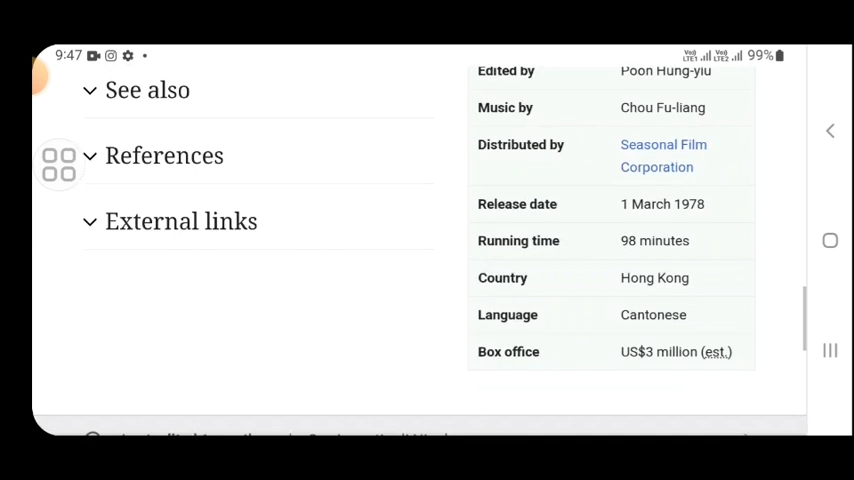 9:47
99%
See also
References
External links
Edited by Poon Hung-yiu
Music by Chou Fu-liang
Distributed by Seasonal Film
Corporation
Release date 1 March 1978
Running time 98 minutes
Country Hong Kong
Language Cantonese
Box office US$3 million (est.)